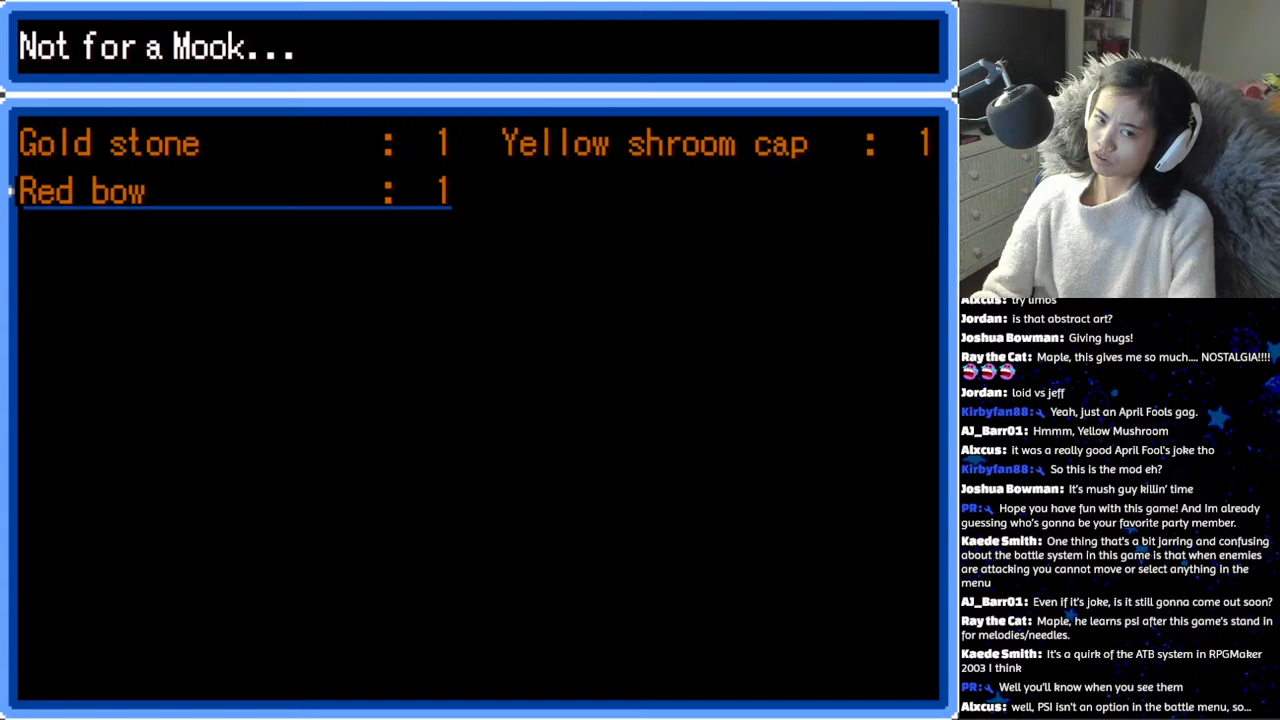 Not for a Mook...
Gold stone : 1 Yellow shroom cap : 1
Red bow : 1
Alxcus: try limos
Jordan: is that abstract art?
Joshua Bowman: Giving hugs!
Ray the Cat: Maple, this gives me so much.... NOSTALGIA!!!!
Jordan: loid vs jeff
Kirbyfan88: Yeah, just an April Fools gag.
AJ_Barr01: Hmmm, Yellow Mushroom
Alxcus: it was a really good April Fool's joke tho
Kirbyfan88: So this is the mod eh?
Joshua Bowman: It's mush guy killin' time
PR: Hope you have fun with this game! And Im already
guessing who's gonna be your favorite party member.
Kaede Smith: One thing that's a bit jarring and confusing
about the battle system in this game is that when enemies
are attacking you cannot move or select anything in the
menu
AJ_Barr01: Even if it's joke, is it still gonna come out soon?
Ray the Cat: Maple, he learns psi after this game's stand in
for melodies/needles.
Kaede Smith: It's a quirk of the ATB system in RPGMaker
2003 I think
PR: Well you'll know when you see them
Alxcus: well, PSI isn't an option in the battle menu, so...